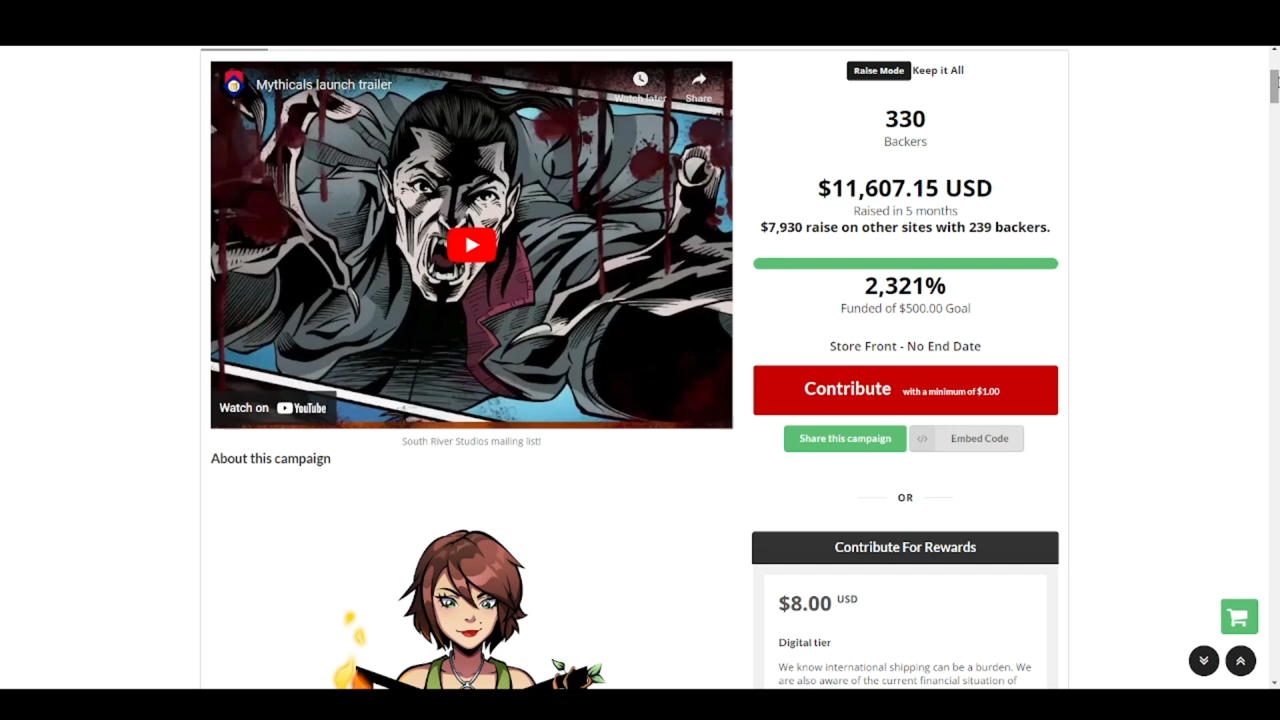 Mythicals launch trailer
Watch later
Share
Watch on YouTube
South River Studios mailing list!
About this campaign
Raise Mode Keep it All
330
Backers
$11,607.15 USD
Raised in 5 months
$7,930 raise on other sites with 239 backers.
2,321%
Funded of $500.00 Goal
Store Front - No End Date
Contribute with a minimum of $1.00
Share this campaign
</> Embed Code
OR
Contribute For Rewards
$8.00 USD
Digital tier
We know international shipping can be a burden. We
are also aware of the current financial situation of